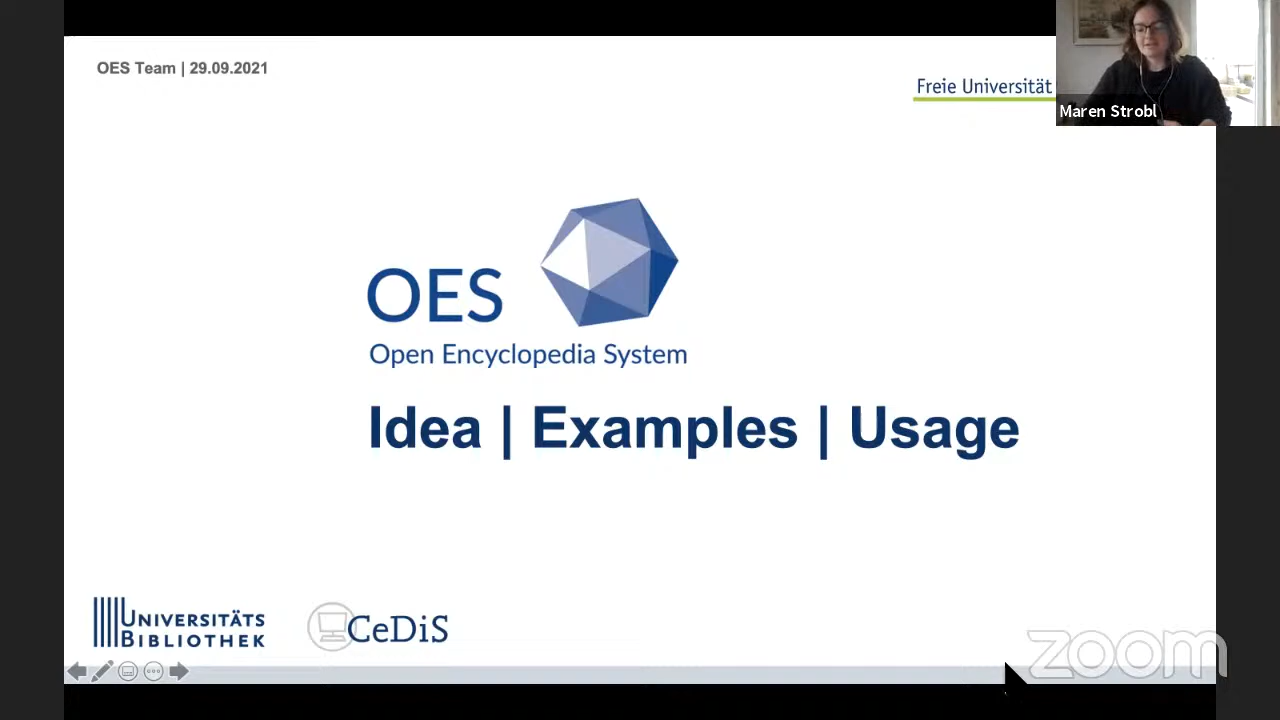 OES Team | 29.09.2021
Freie Universität
Maren Strobl
OES
Open Encyclopedia System
Idea | Examples | Usage
UNIVERSITÄTS
BIBLIOTHEK
CeDiS
zoom